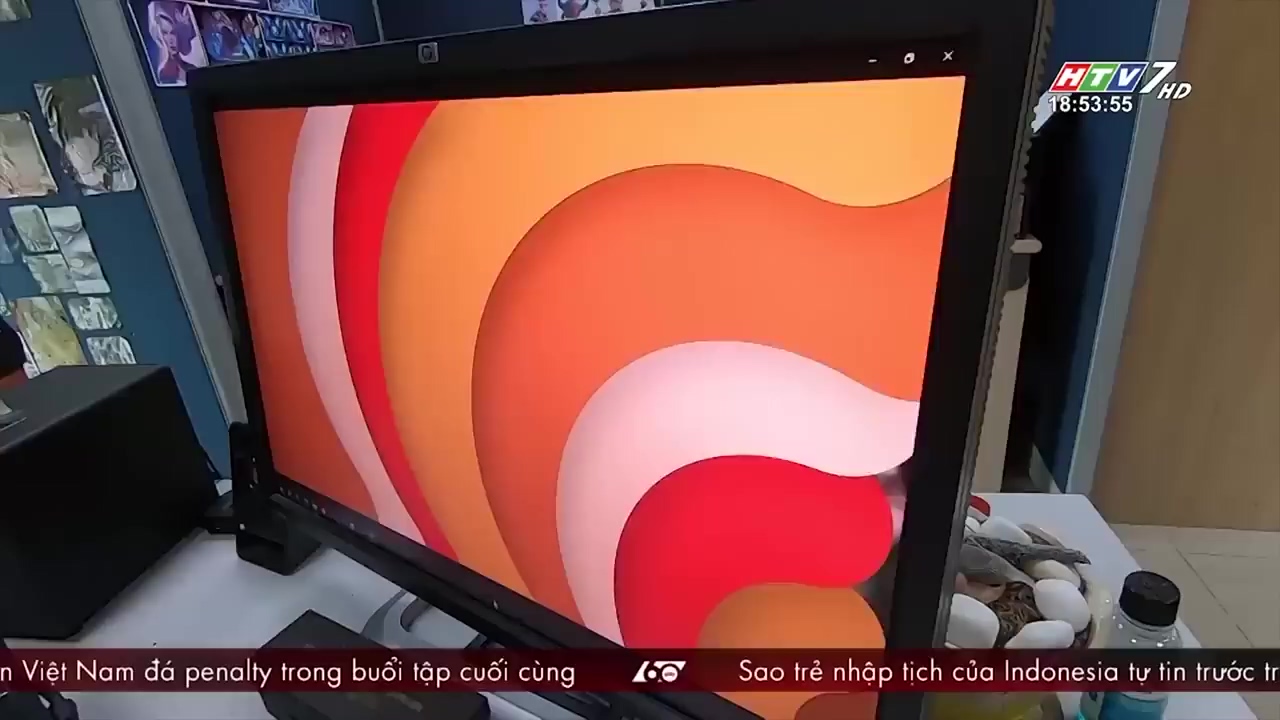 HTV7 HD
18:53:55
n Việt Nam đá penalty trong buổi tập cuối cùng
60
Sao trẻ nhập tịch của Indonesia tự tin trước tr